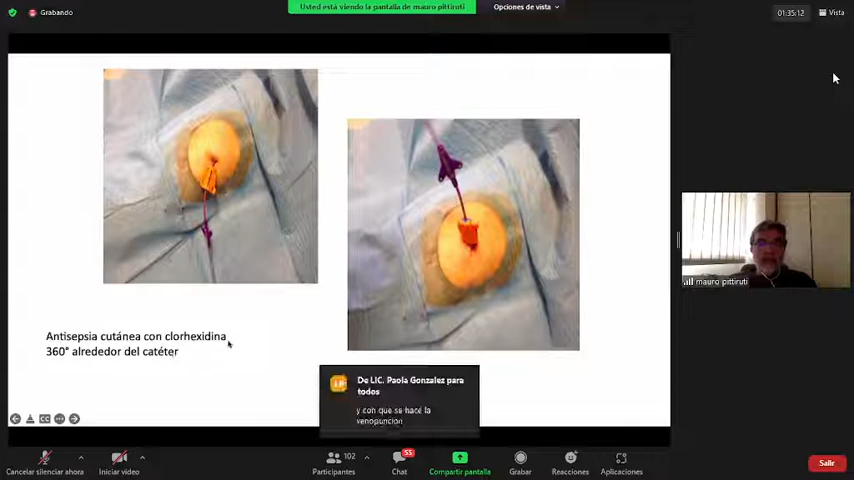 Grabando
Usted está viendo la pantalla de mauro pittiruti
Opciones de vista
01:35:12
Vista
mauro pittiruti
Antisepsia cutánea con clorhexidina
360° alrededor del catéter
De LIC. Paola Gonzalez para
todos
y con que se hace la
venopuncion
CC
Cancelar silenciar ahora
Iniciar video
102
Participantes
55
Chat
Compartir pantalla
Grabar
Reacciones
Aplicaciones
Salir